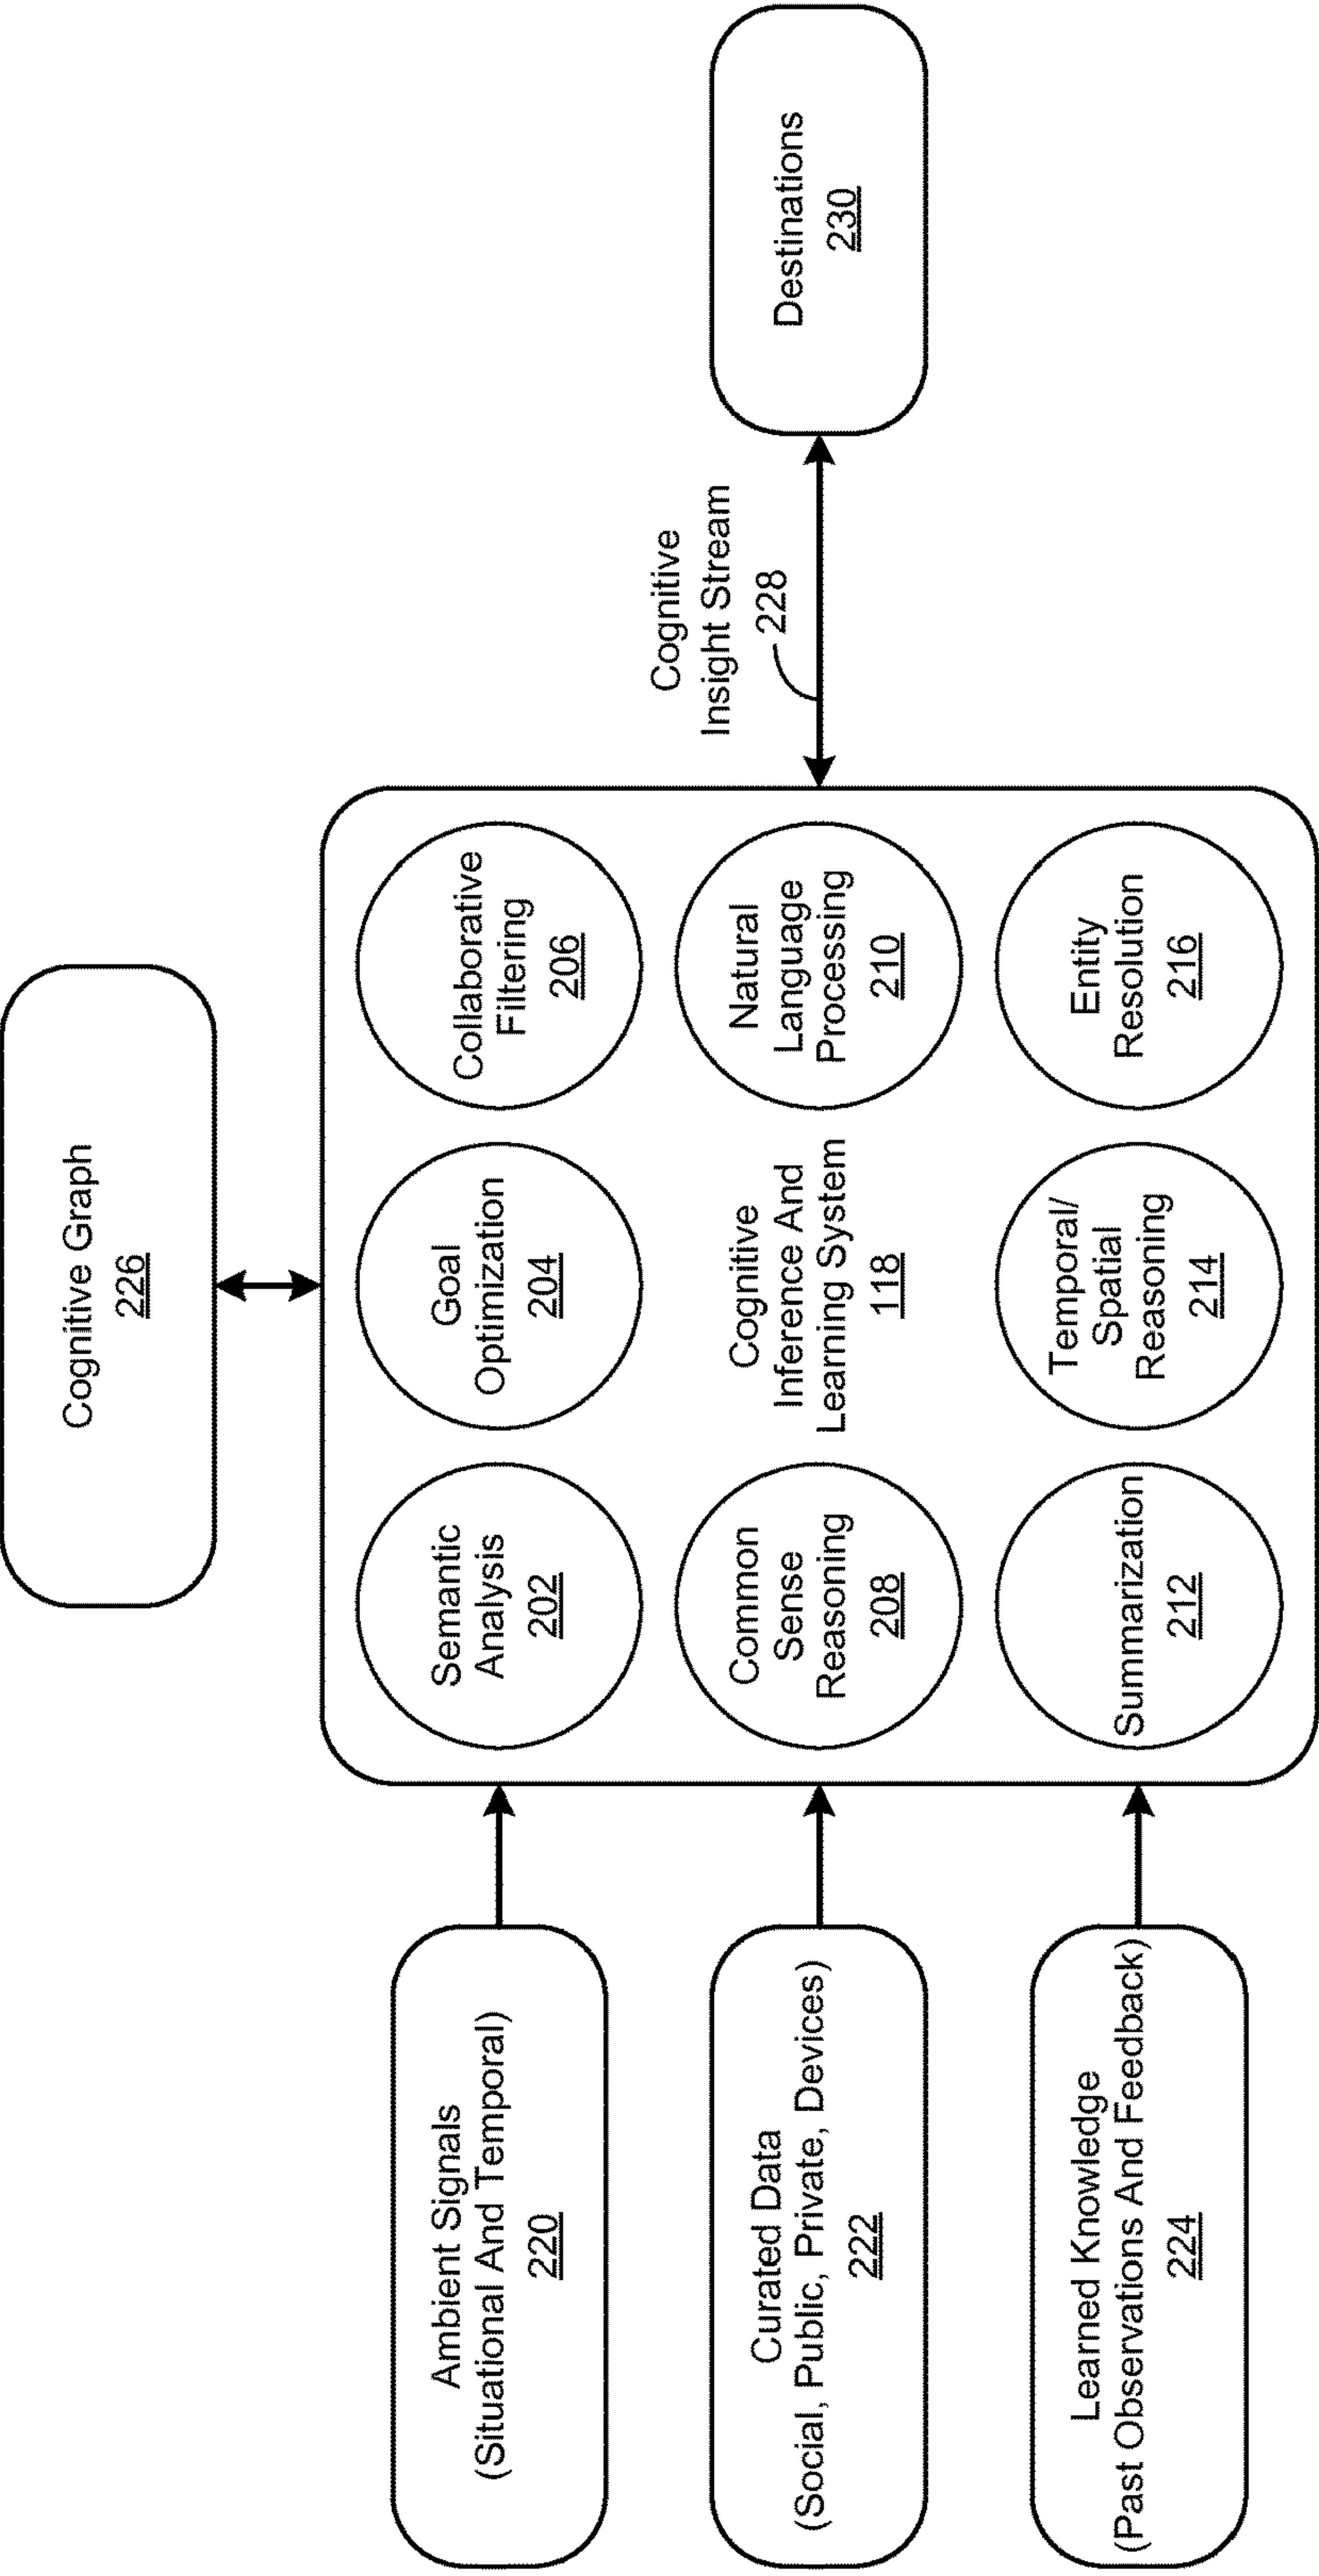 Cognitive Graph
226
Ambient Signals
(Situational And Temporal)
220
Curated Data
(Social, Public, Private, Devices)
222
Learned Knowledge
(Past Observations And Feedback)
224
Semantic
Analysis
202
Goal
Optimization
204
Collaborative
Filtering
206
Common
Sense
Reasoning
208
Cognitive
Inference And
Learning System
118
Natural
Language
Processing
210
Summarization
212
Temporal/
Spatial
Reasoning
214
Entity
Resolution
216
Cognitive
Insight Stream
228
Destinations
230